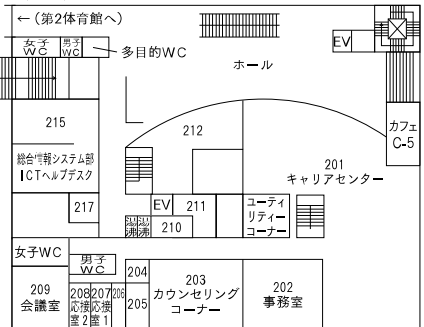 ←(第2体育館へ)
女子
WC
男子
WC
多目的WC
EV
ホール
215
212
カフェ
C-5
総合情報システム部
ICTヘルプデスク
201
キャリアセンター
217
EV
211
ユーティ
リティー
コーナー
湯沸
湯沸
210
女子WC
男子
WC
204
203
カウンセリング
コーナー
202
事務室
209
会議室
208
応接
室2
207
応接
室1
206
205